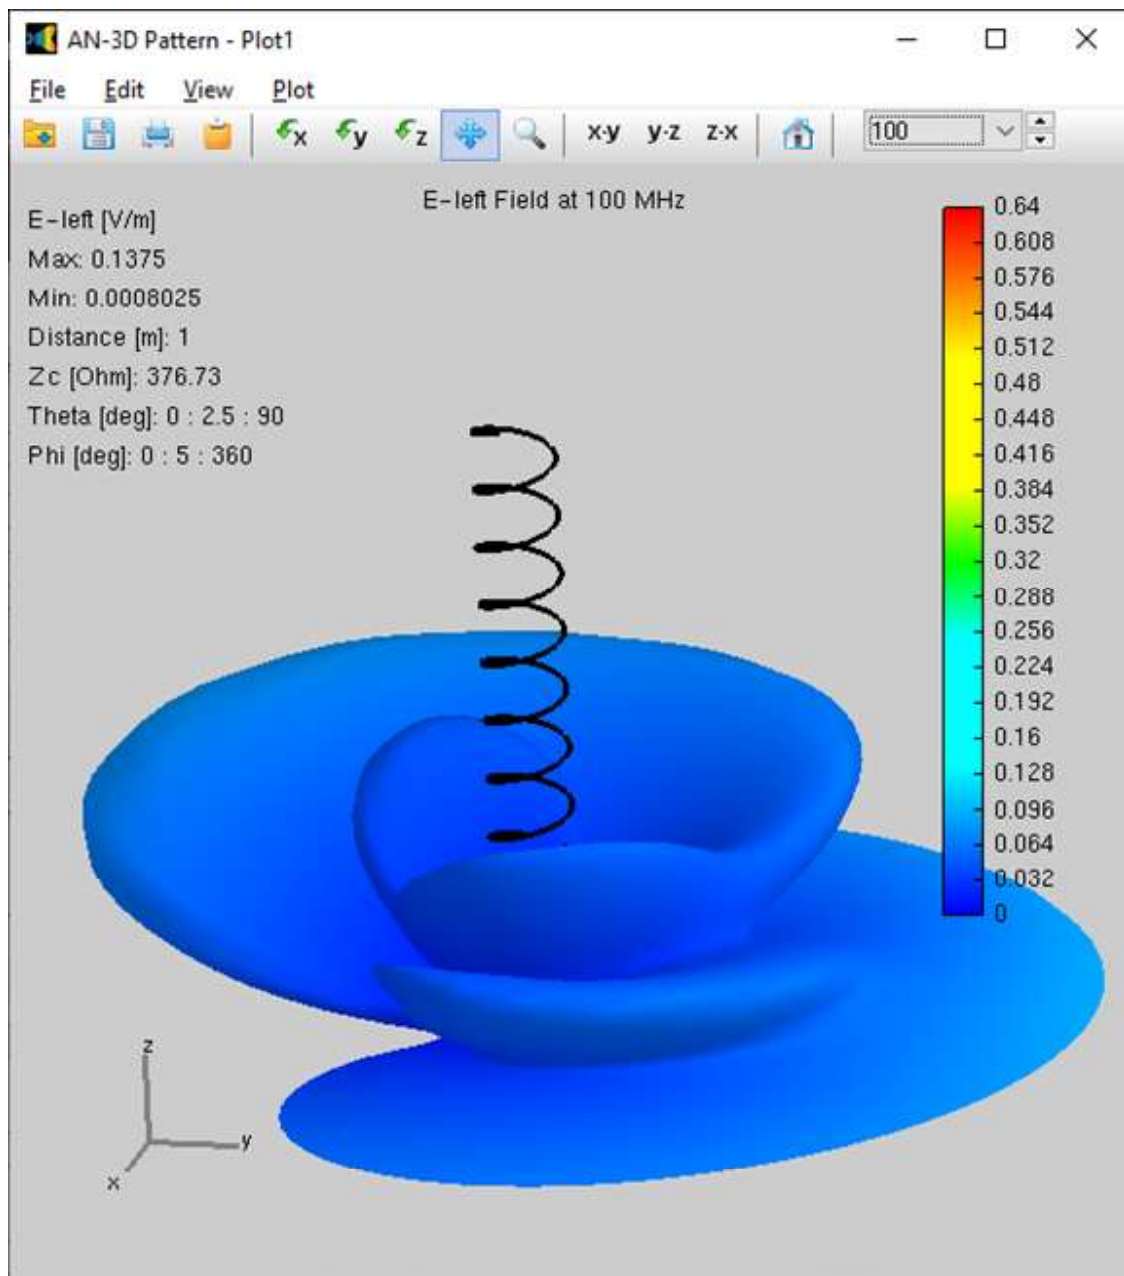 AN-3D Pattern - Plot1
File Edit View Plot
x y z x-y y-z z-x 100
E-left Field at 100 MHz
E-left [V/m]
Max: 0.1375
Min: 0.0008025
Distance [m]: 1
Zc [Ohm]: 376.73
Theta [deg]: 0 : 2.5 : 90
Phi [deg]: 0 : 5 : 360
0.64
0.608
0.576
0.544
0.512
0.48
0.448
0.416
0.384
0.352
0.32
0.288
0.256
0.224
0.192
0.16
0.128
0.096
0.064
0.032
0
z
y
x